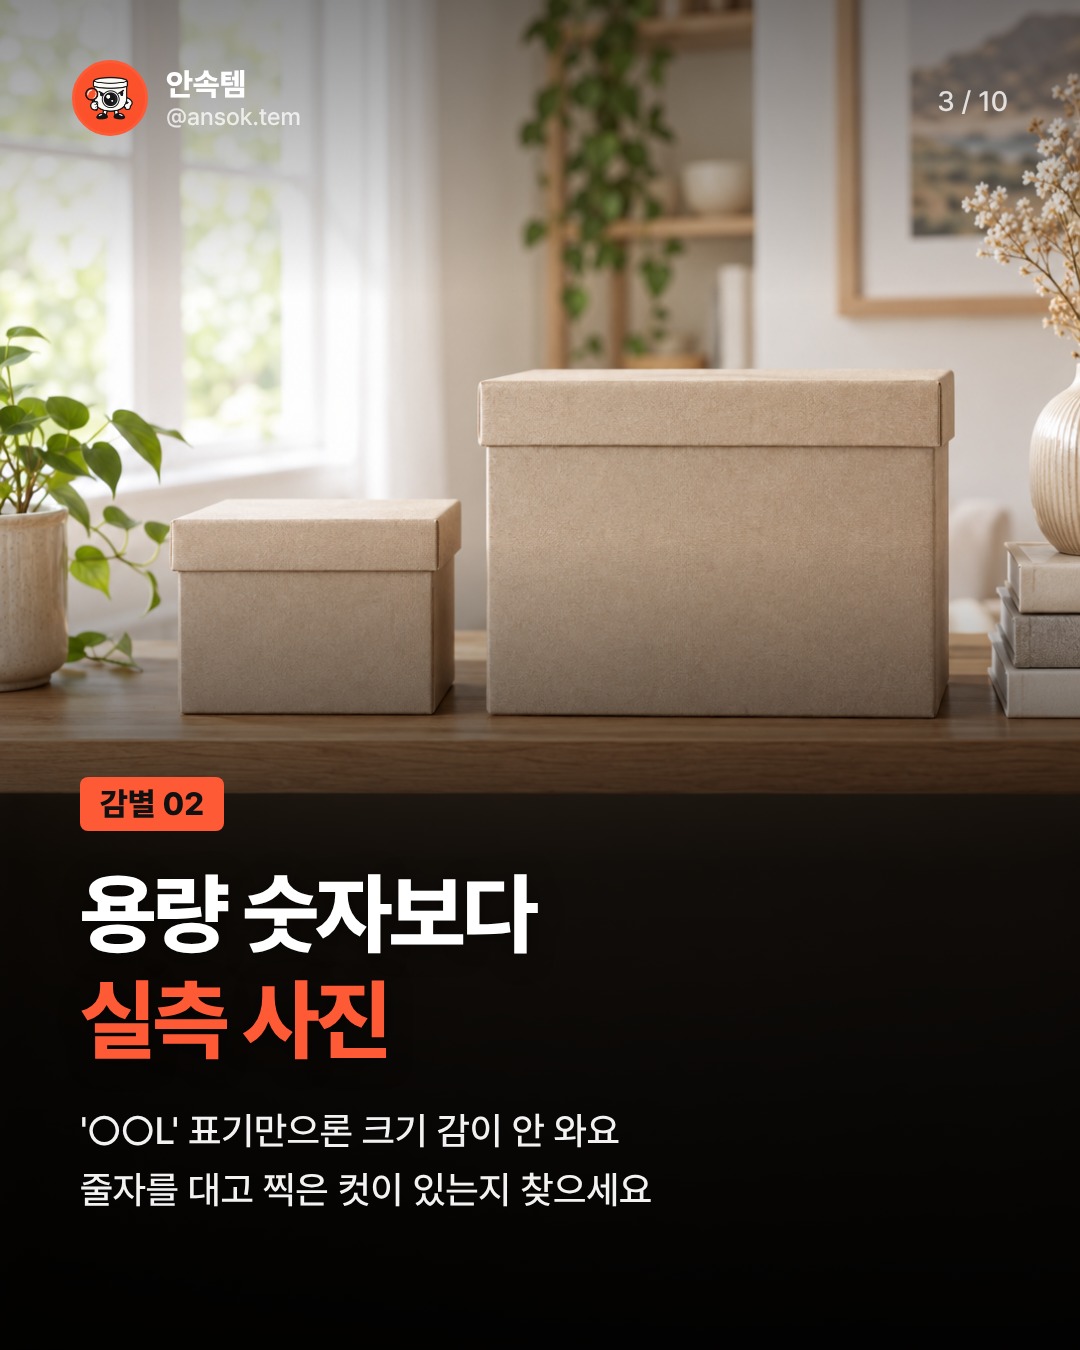 안속템
@ansok.tem
3 / 10
감별 02
용량 숫자보다
실측 사진
'○○L' 표기만으론 크기 감이 안 와요
줄자를 대고 찍은 컷이 있는지 찾으세요